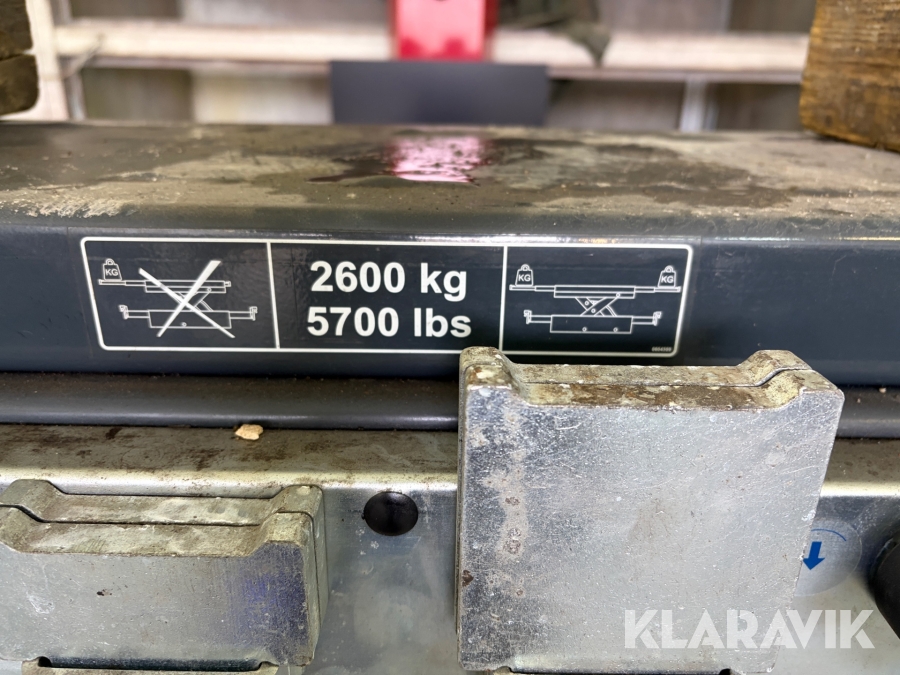 KG
2600 kg
5700 lbs
KG
KG
KLARAVIK